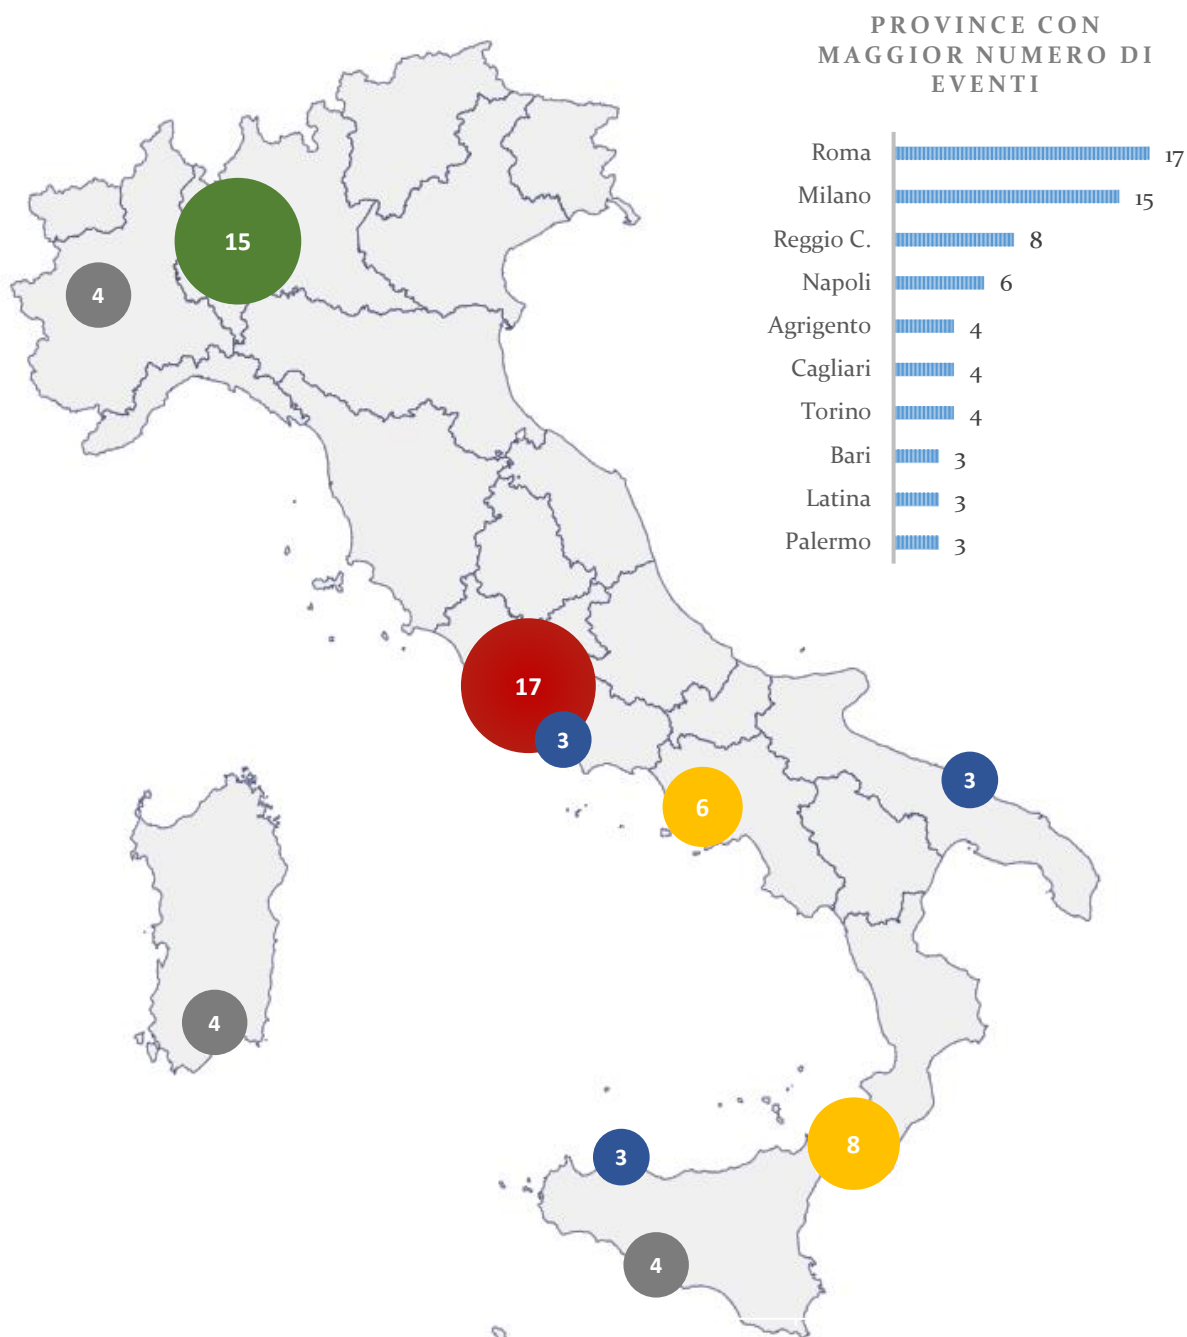 PROVINCE CON
MAGGIOR NUMERO DI
EVENTI
Roma 17
Milano 15
Reggio C. 8
Napoli 6
Agrigento 4
Cagliari 4
Torino 4
Bari 3
Latina 3
Palermo 3
15
4
17
3
3
6
4
8
3
4